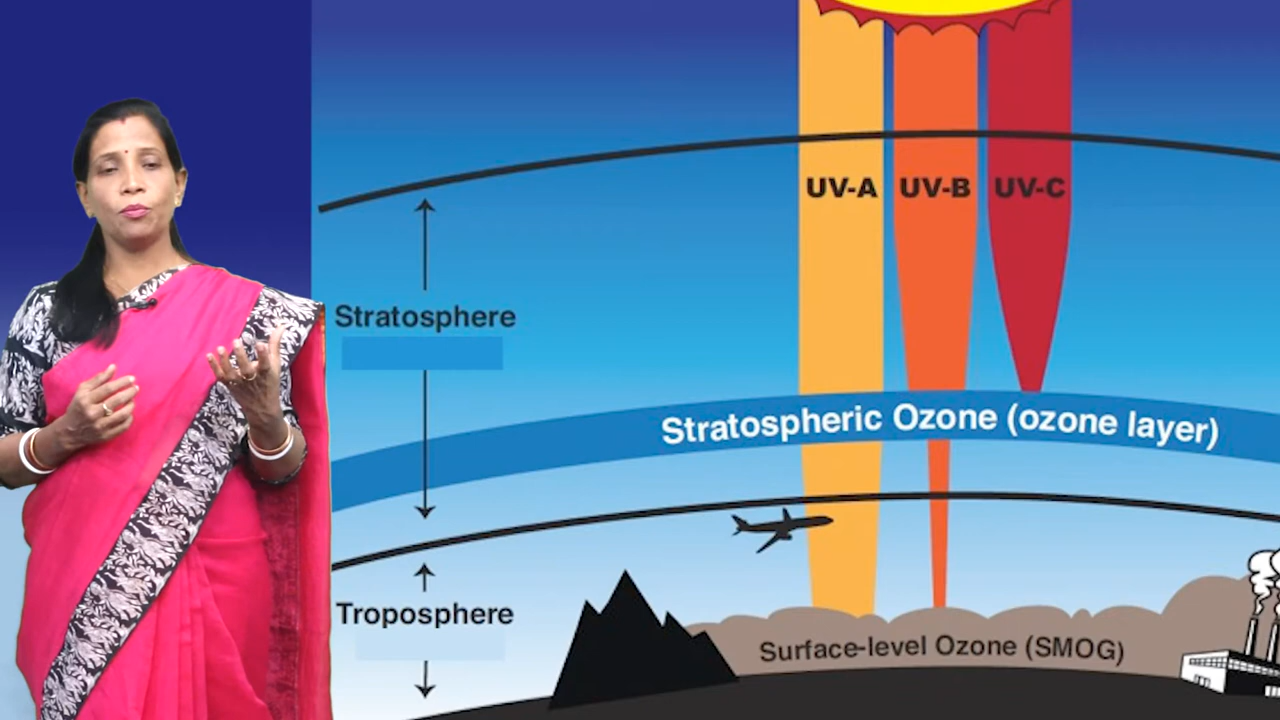 UV-A UV-B UV-C
Stratosphere
Stratospheric Ozone (ozone layer)
Troposphere
Surface-level Ozone (SMOG)